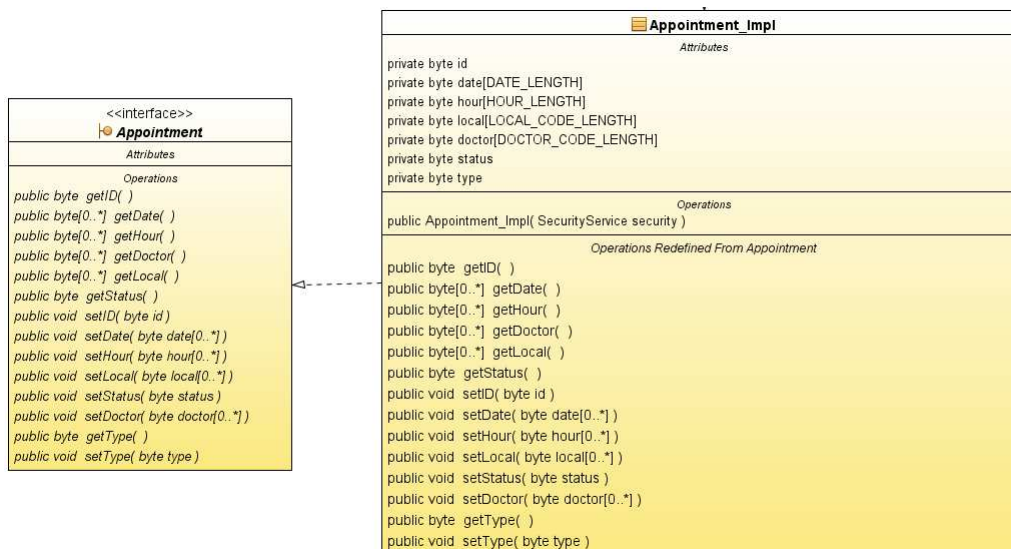 <<interface>>
Appointment
Attributes
Operations
public byte getID( )
public byte[0..*] getDate( )
public byte[0..*] getHour( )
public byte[0..*] getDoctor( )
public byte[0..*] getLocal( )
public byte getStatus( )
public void setID( byte id )
public void setDate( byte date[0..*] )
public void setHour( byte hour[0..*] )
public void setLocal( byte local[0..*] )
public void setStatus( byte status )
public void setDoctor( byte doctor[0..*] )
public byte getType( )
public void setType( byte type )
Appointment_Impl
Attributes
private byte id
private byte date[DATE_LENGTH]
private byte hour[HOUR_LENGTH]
private byte local[LOCAL_CODE_LENGTH]
private byte doctor[DOCTOR_CODE_LENGTH]
private byte status
private byte type
Operations
public Appointment_Impl( SecurityService security )
Operations Redefined From Appointment
public byte getID( )
public byte[0..*] getDate( )
public byte[0..*] getHour( )
public byte[0..*] getDoctor( )
public byte[0..*] getLocal( )
public byte getStatus( )
public void setID( byte id )
public void setDate( byte date[0..*] )
public void setHour( byte hour[0..*] )
public void setLocal( byte local[0..*] )
public void setStatus( byte status )
public void setDoctor( byte doctor[0..*] )
public byte getType( )
public void setType( byte type )